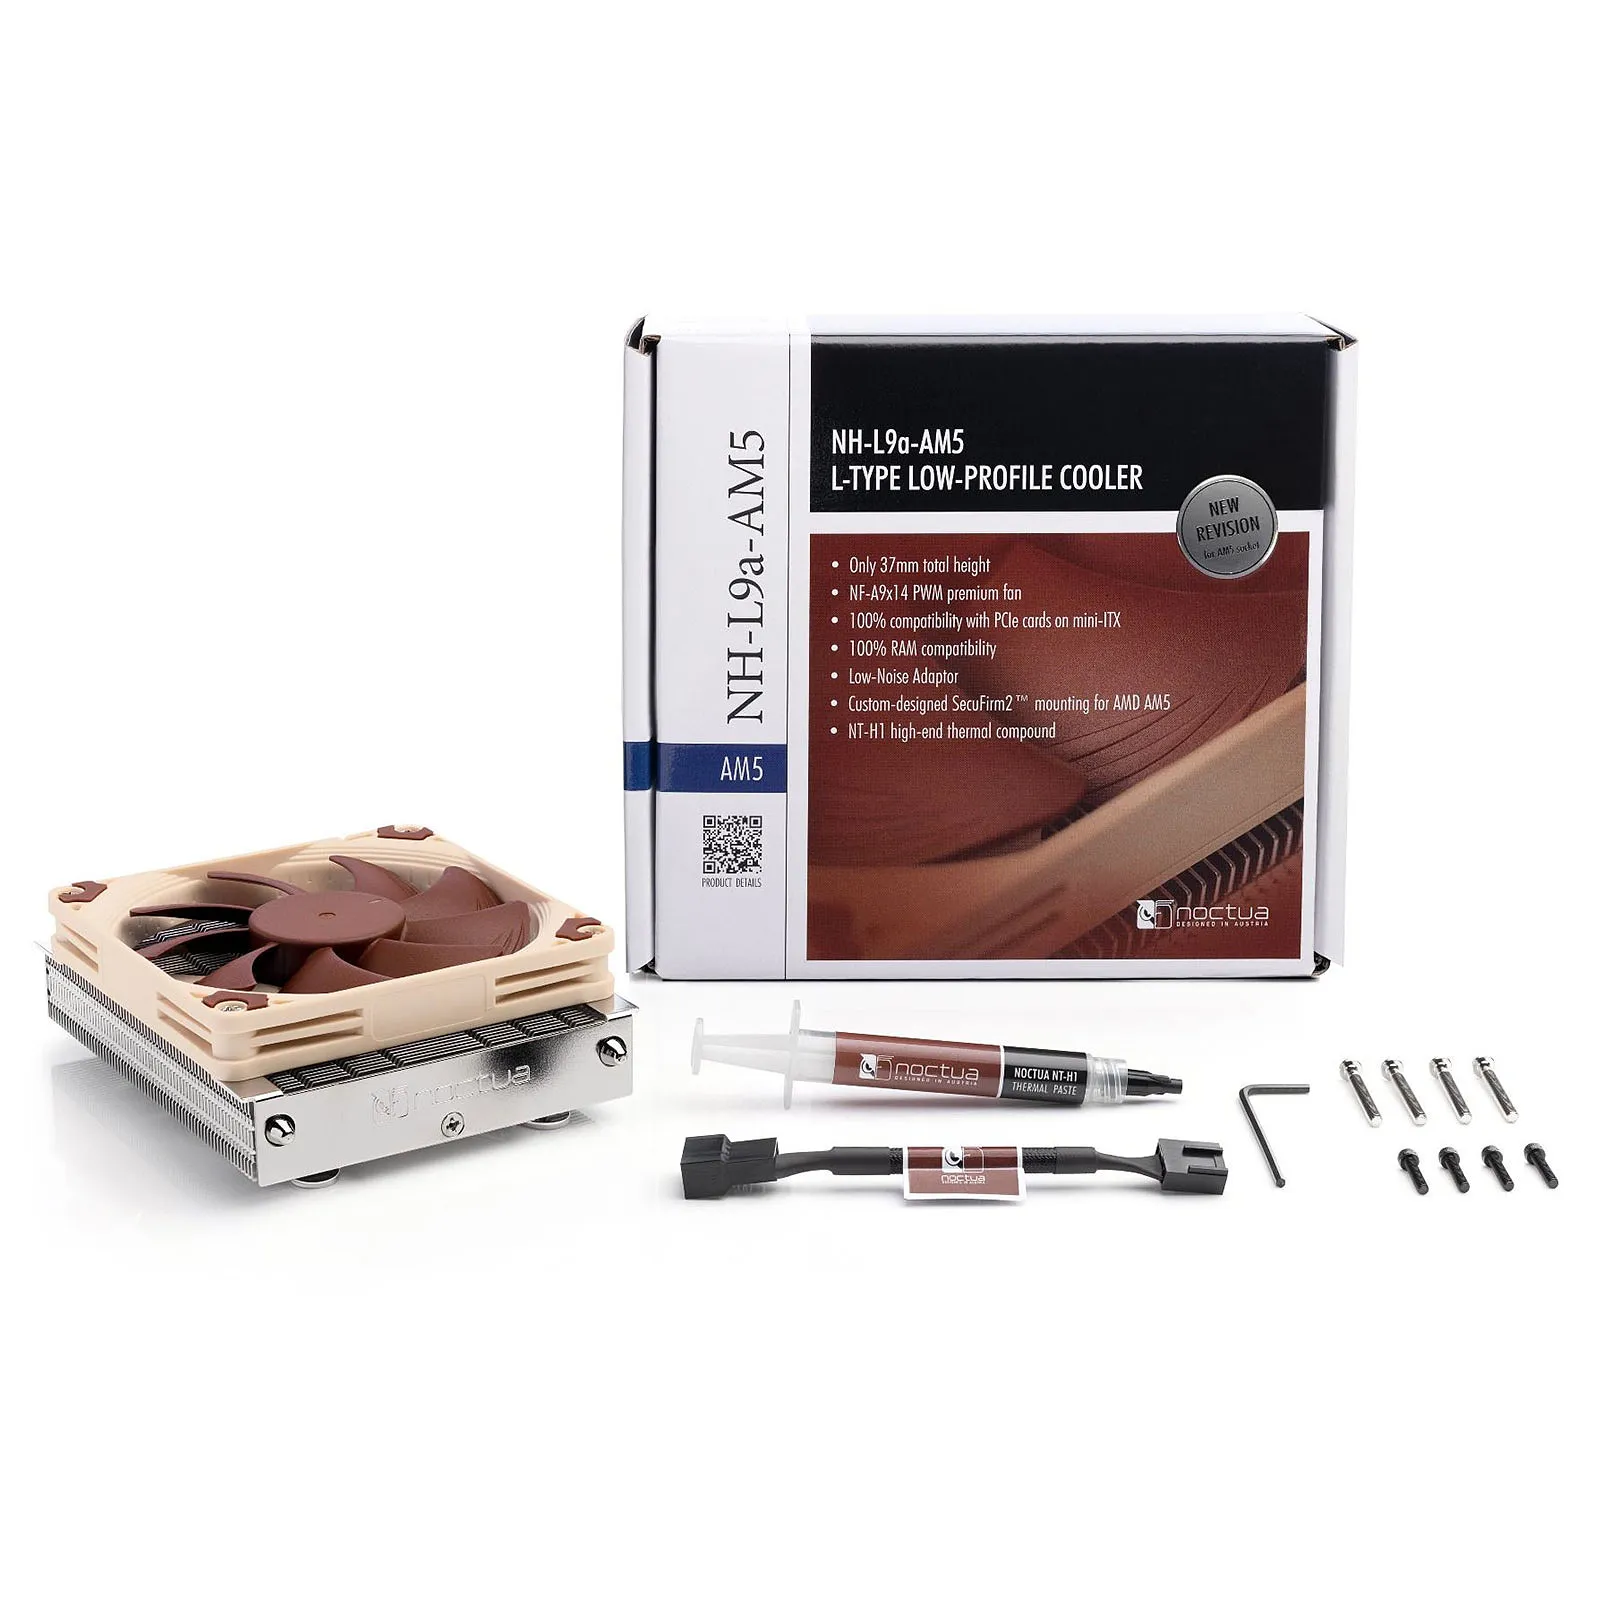 NH-L9a-AM5
L-TYPE LOW-PROFILE COOLER
NEW
REVISION
for AM5 socket
• Only 37mm total height
• NF-A9x14 PWM premium fan
• 100% compatibility with PCIe cards on mini-ITX
• 100% RAM compatibility
• Low-Noise Adaptor
• Custom-designed SecuFirm2™ mounting for AMD AM5
• NT-H1 high-end thermal compound
noctua
DESIGNED IN AUSTRIA
NH-L9a-AM5
AM5
PRODUCT DETAILS
noctua
noctua
DESIGNED IN AUSTRIA
NOCTUA NT-H1
THERMAL PASTE
noctua
DESIGNED IN AUSTRIA